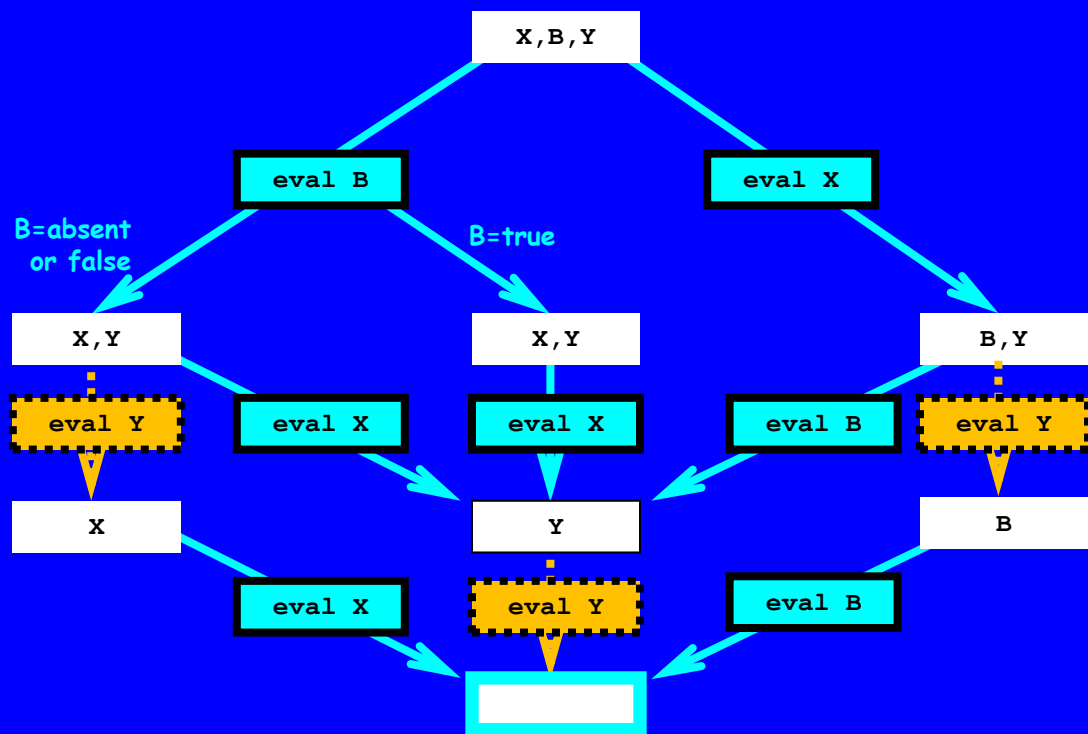 X,B,Y
eval B
eval X
B=absent
or false
B=true
X,Y
X,Y
B,Y
eval Y
eval X
eval X
eval B
eval Y
X
Y
B
eval X
eval Y
eval B